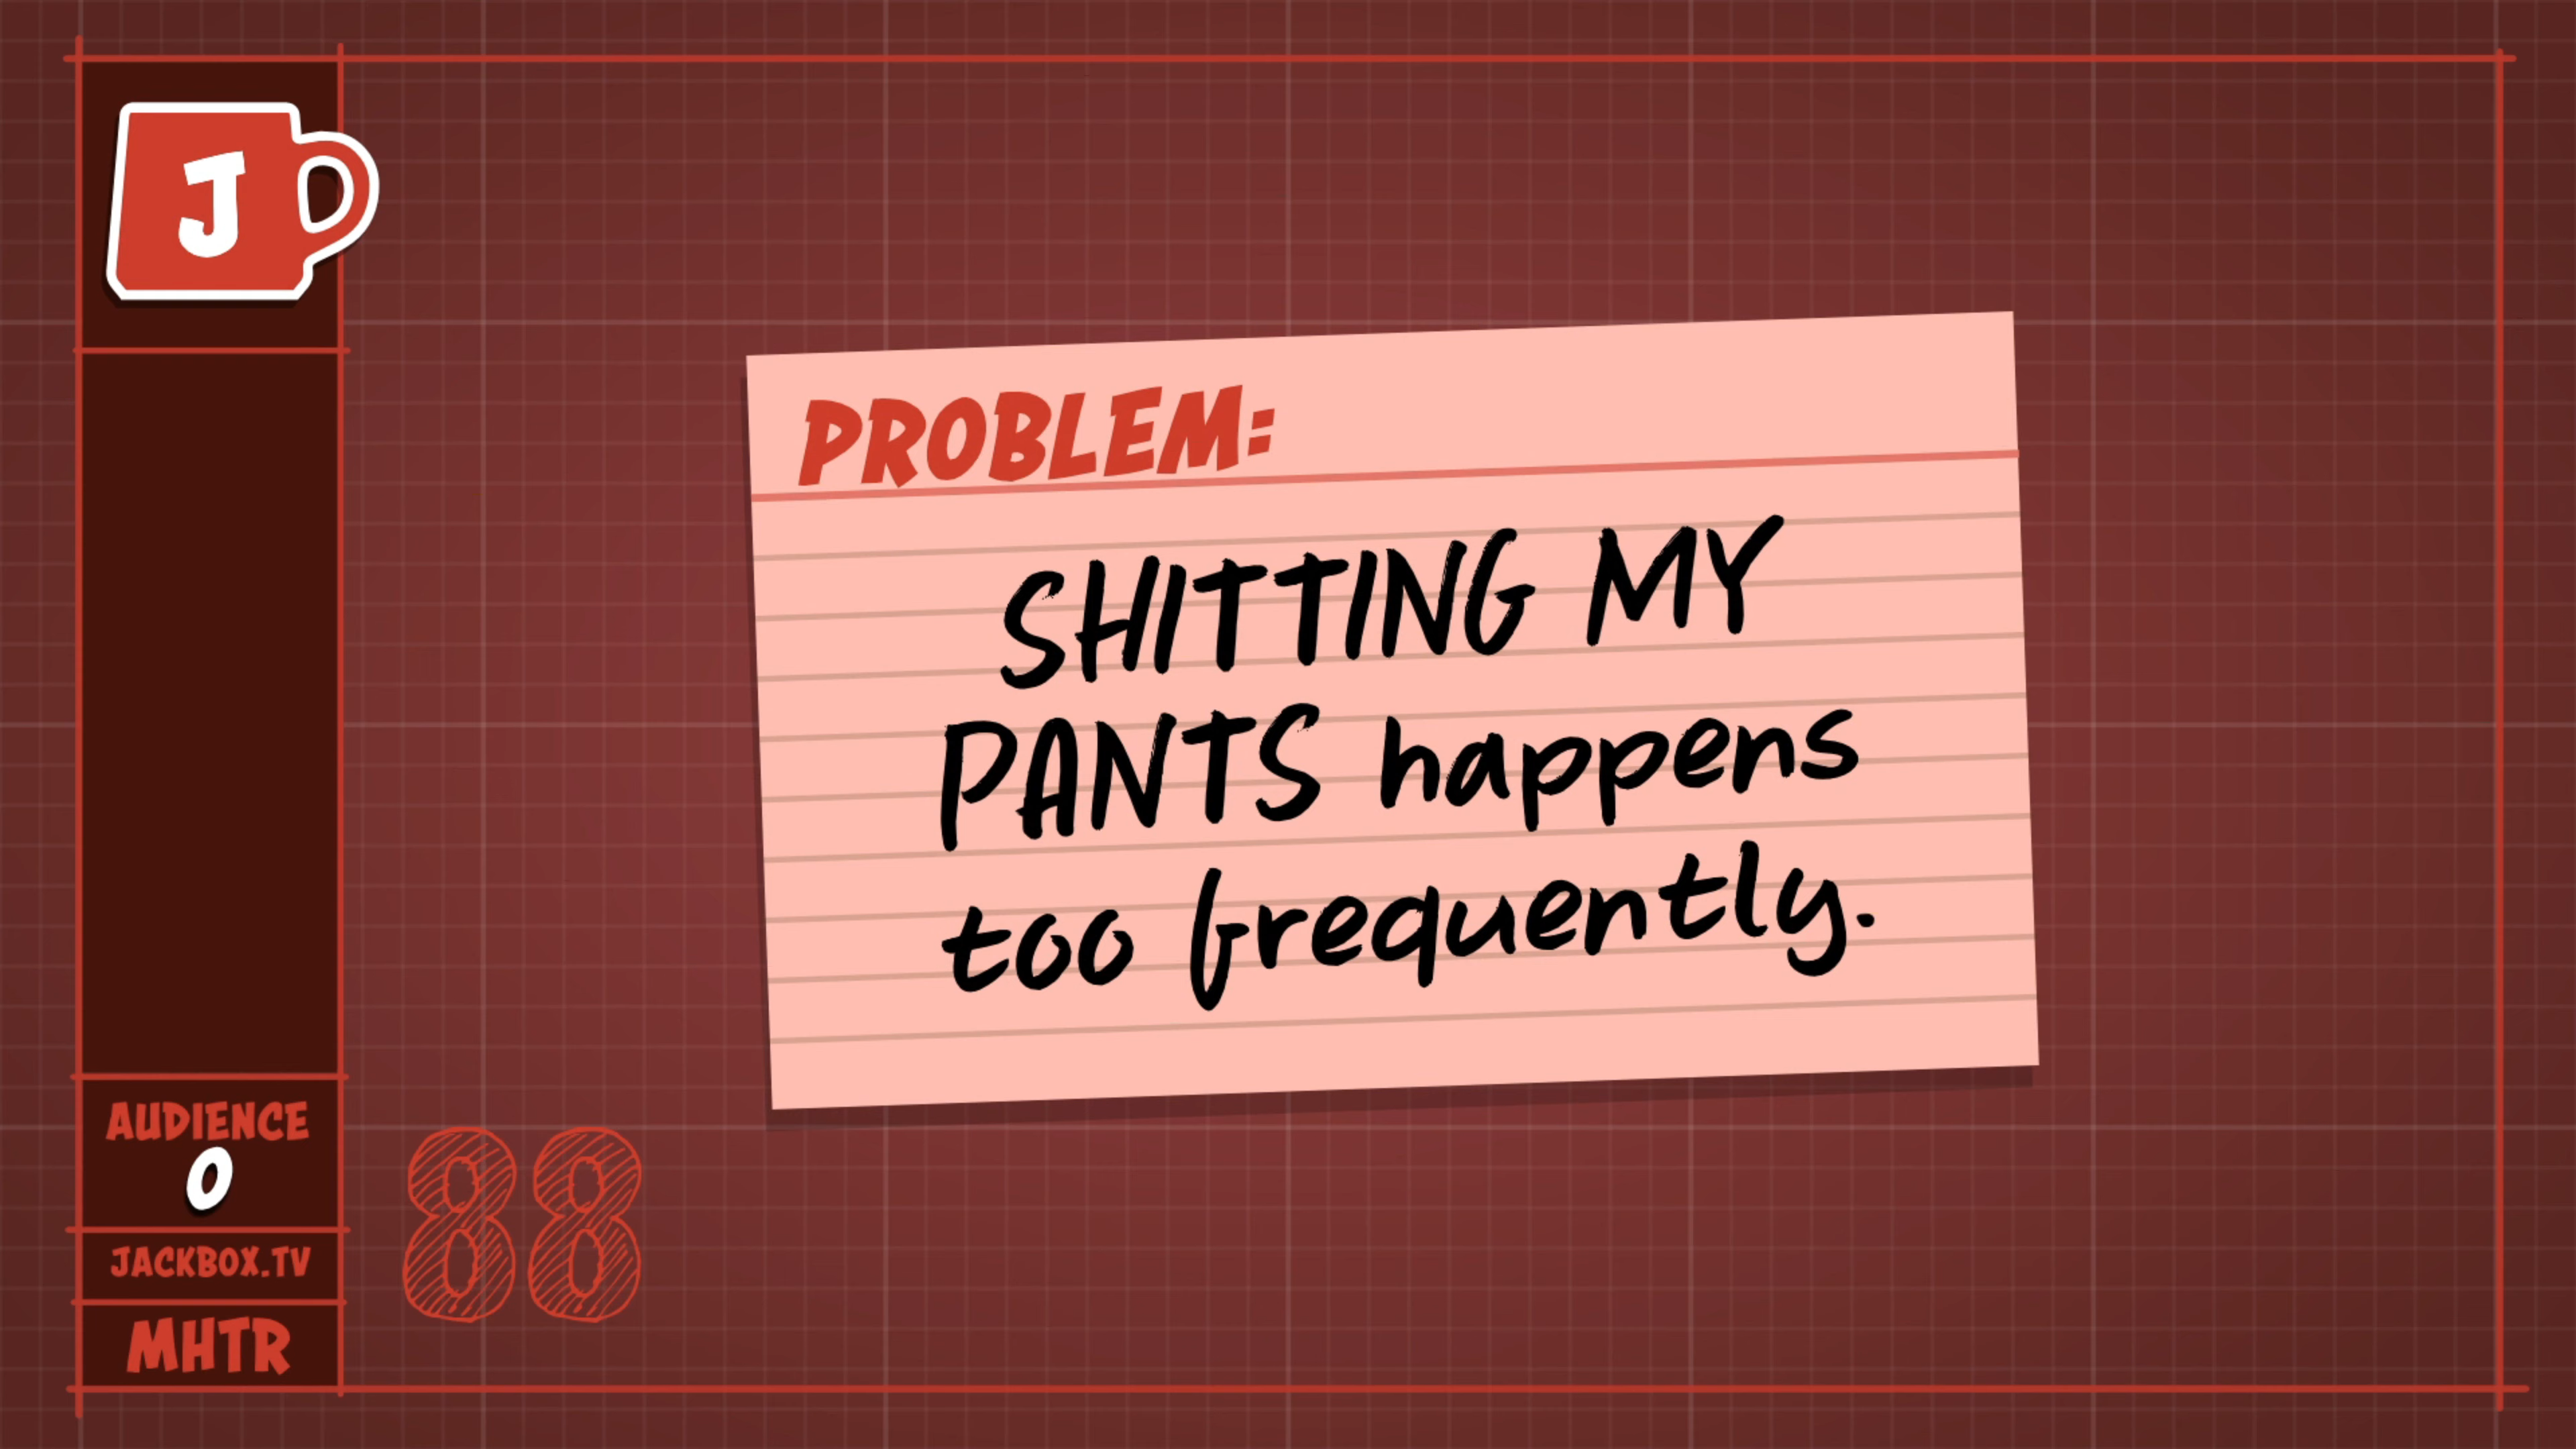 J
PROBLEM:
SHITTING MY
PANTS happens
too frequently.
AUDIENCE
0
JACKBOX.TV
MHTR
88